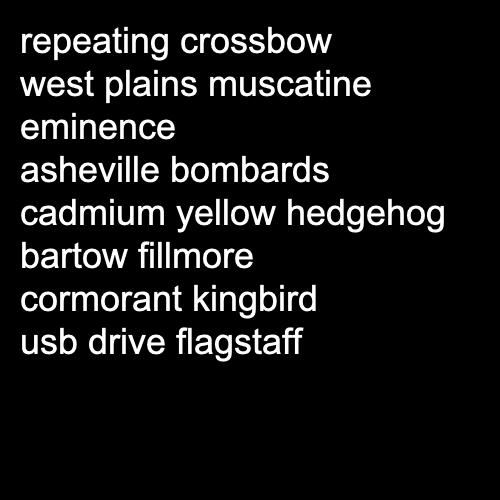 repeating crossbow
west plains muscatine
eminence
asheville bombards
cadmium yellow hedgehog
bartow fillmore
cormorant kingbird
usb drive flagstaff